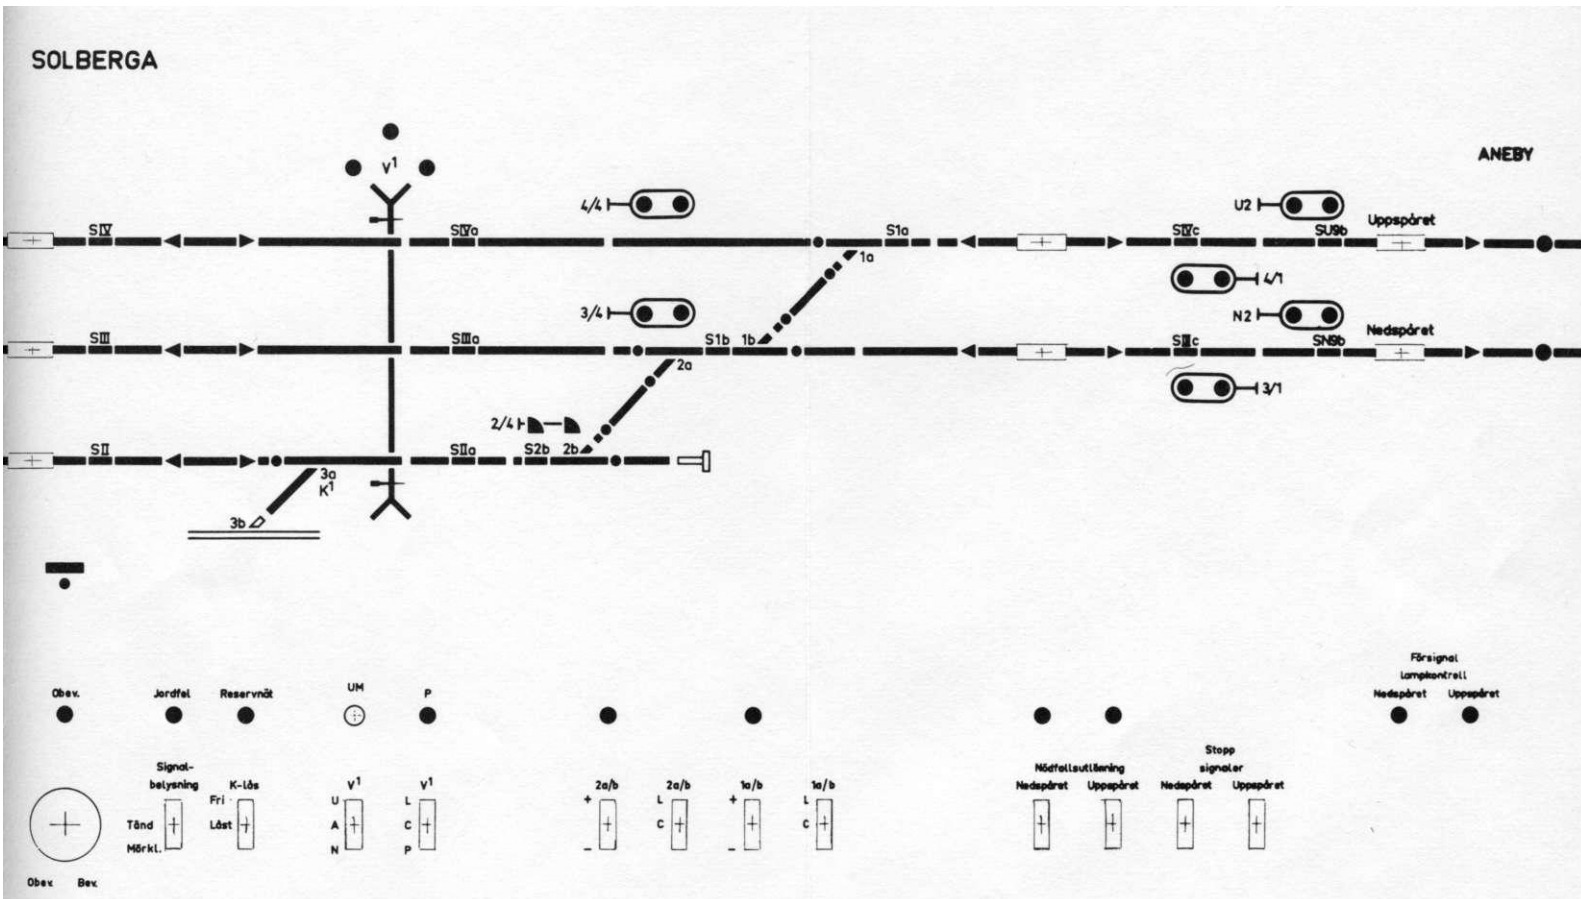 SOLBERGA
ANEBY
V1
4/4
U2
Uppspåret
SIV
SIVa
S1a
SIVc
SU9b
1a
4/1
3/4
N2
Nedspåret
SIII
SIIIa
S1b
1b
SIIIc
SN9b
2a
3/1
2/4
SII
SIIa
S2b
2b
3a
K1
3b
Försignal
lampkontroll
Nedspåret Uppspåret
Obev.
Jordfel
Reservnät
UM
P
Signal-
belysning
K-lås
V1
V1
2a/b
2a/b
1a/b
1a/b
Nödfallsutlösning
Nedspåret Uppspåret
Stopp
signaler
Nedspåret Uppspåret
Fri
U
L
+
L
+
L
Tänd
Låst
A
C
C
C
Mörkl.
N
P
–
–
Obev. Bev.